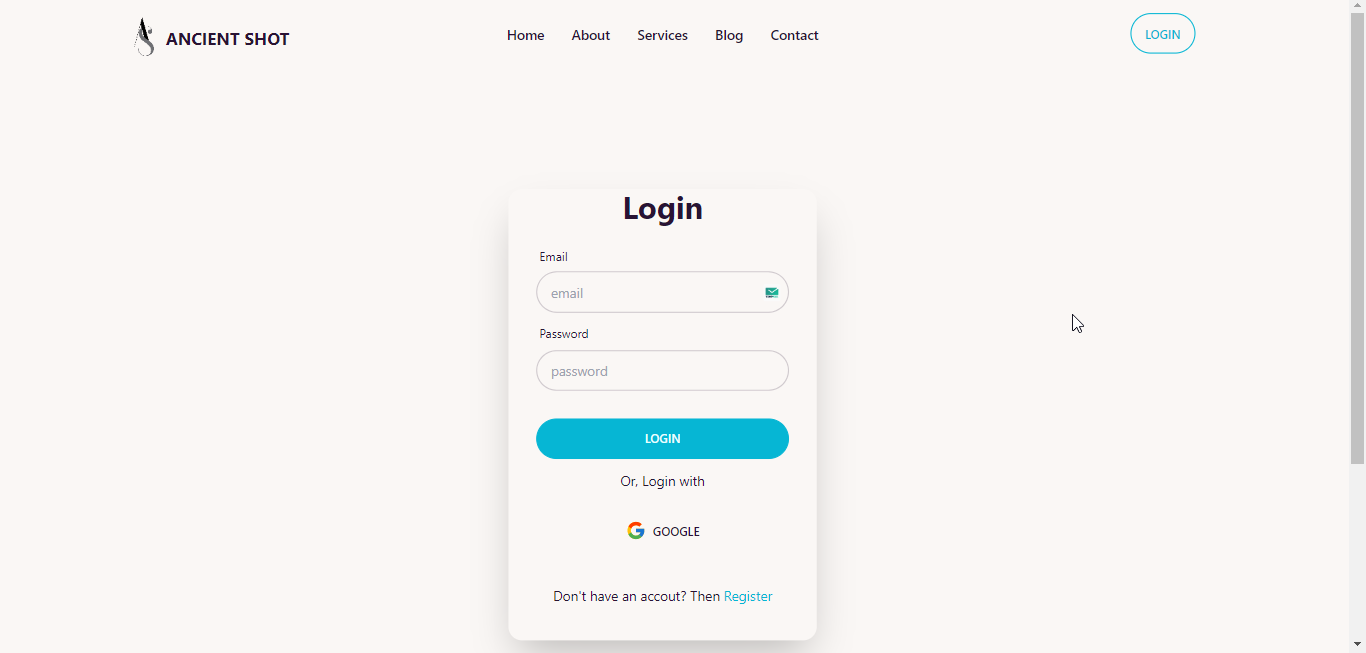 ANCIENT SHOT
Home About Services Blog Contact
LOGIN
Login
Email
email
Password
password
LOGIN
Or, Login with
GOOGLE
Don't have an accout? Then Register